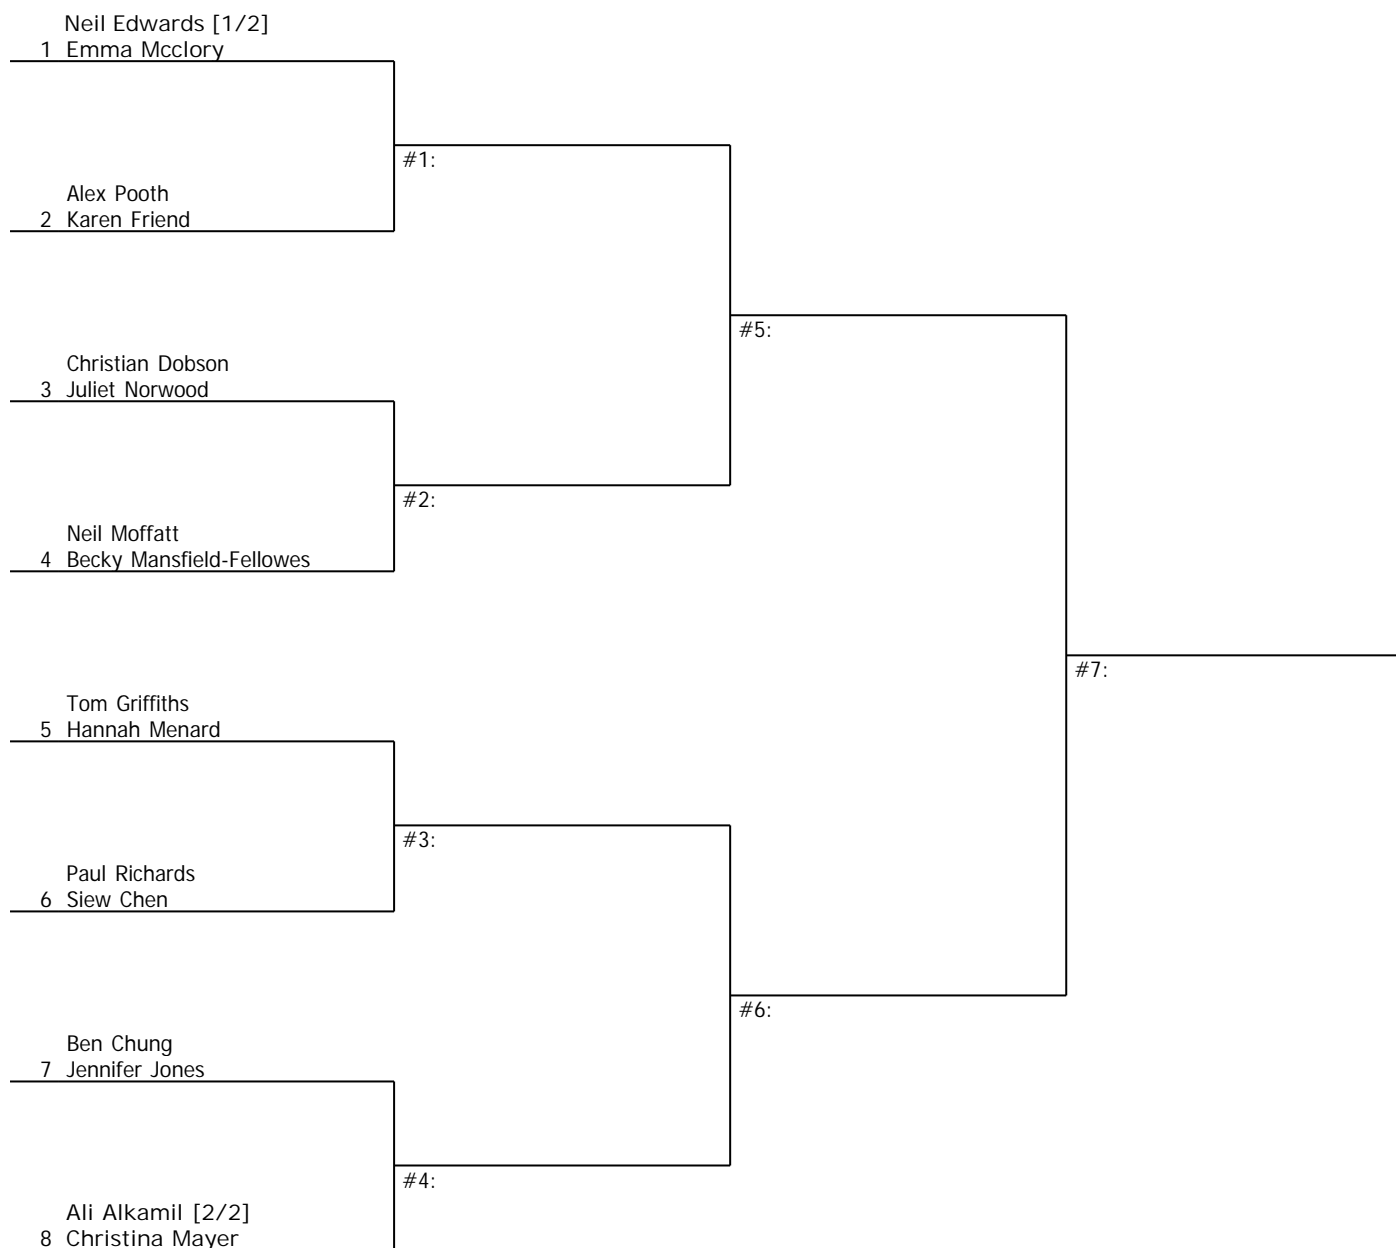 Neil Edwards [1/2]
1 Emma Mcclory
#1:
Alex Pooth
2 Karen Friend
#5:
Christian Dobson
3 Juliet Norwood
#2:
Neil Moffatt
4 Becky Mansfield-Fellowes
#7:
Tom Griffiths
5 Hannah Menard
#3:
Paul Richards
6 Siew Chen
#6:
Ben Chung
7 Jennifer Jones
#4:
Ali Alkamil [2/2]
8 Christina Mayer